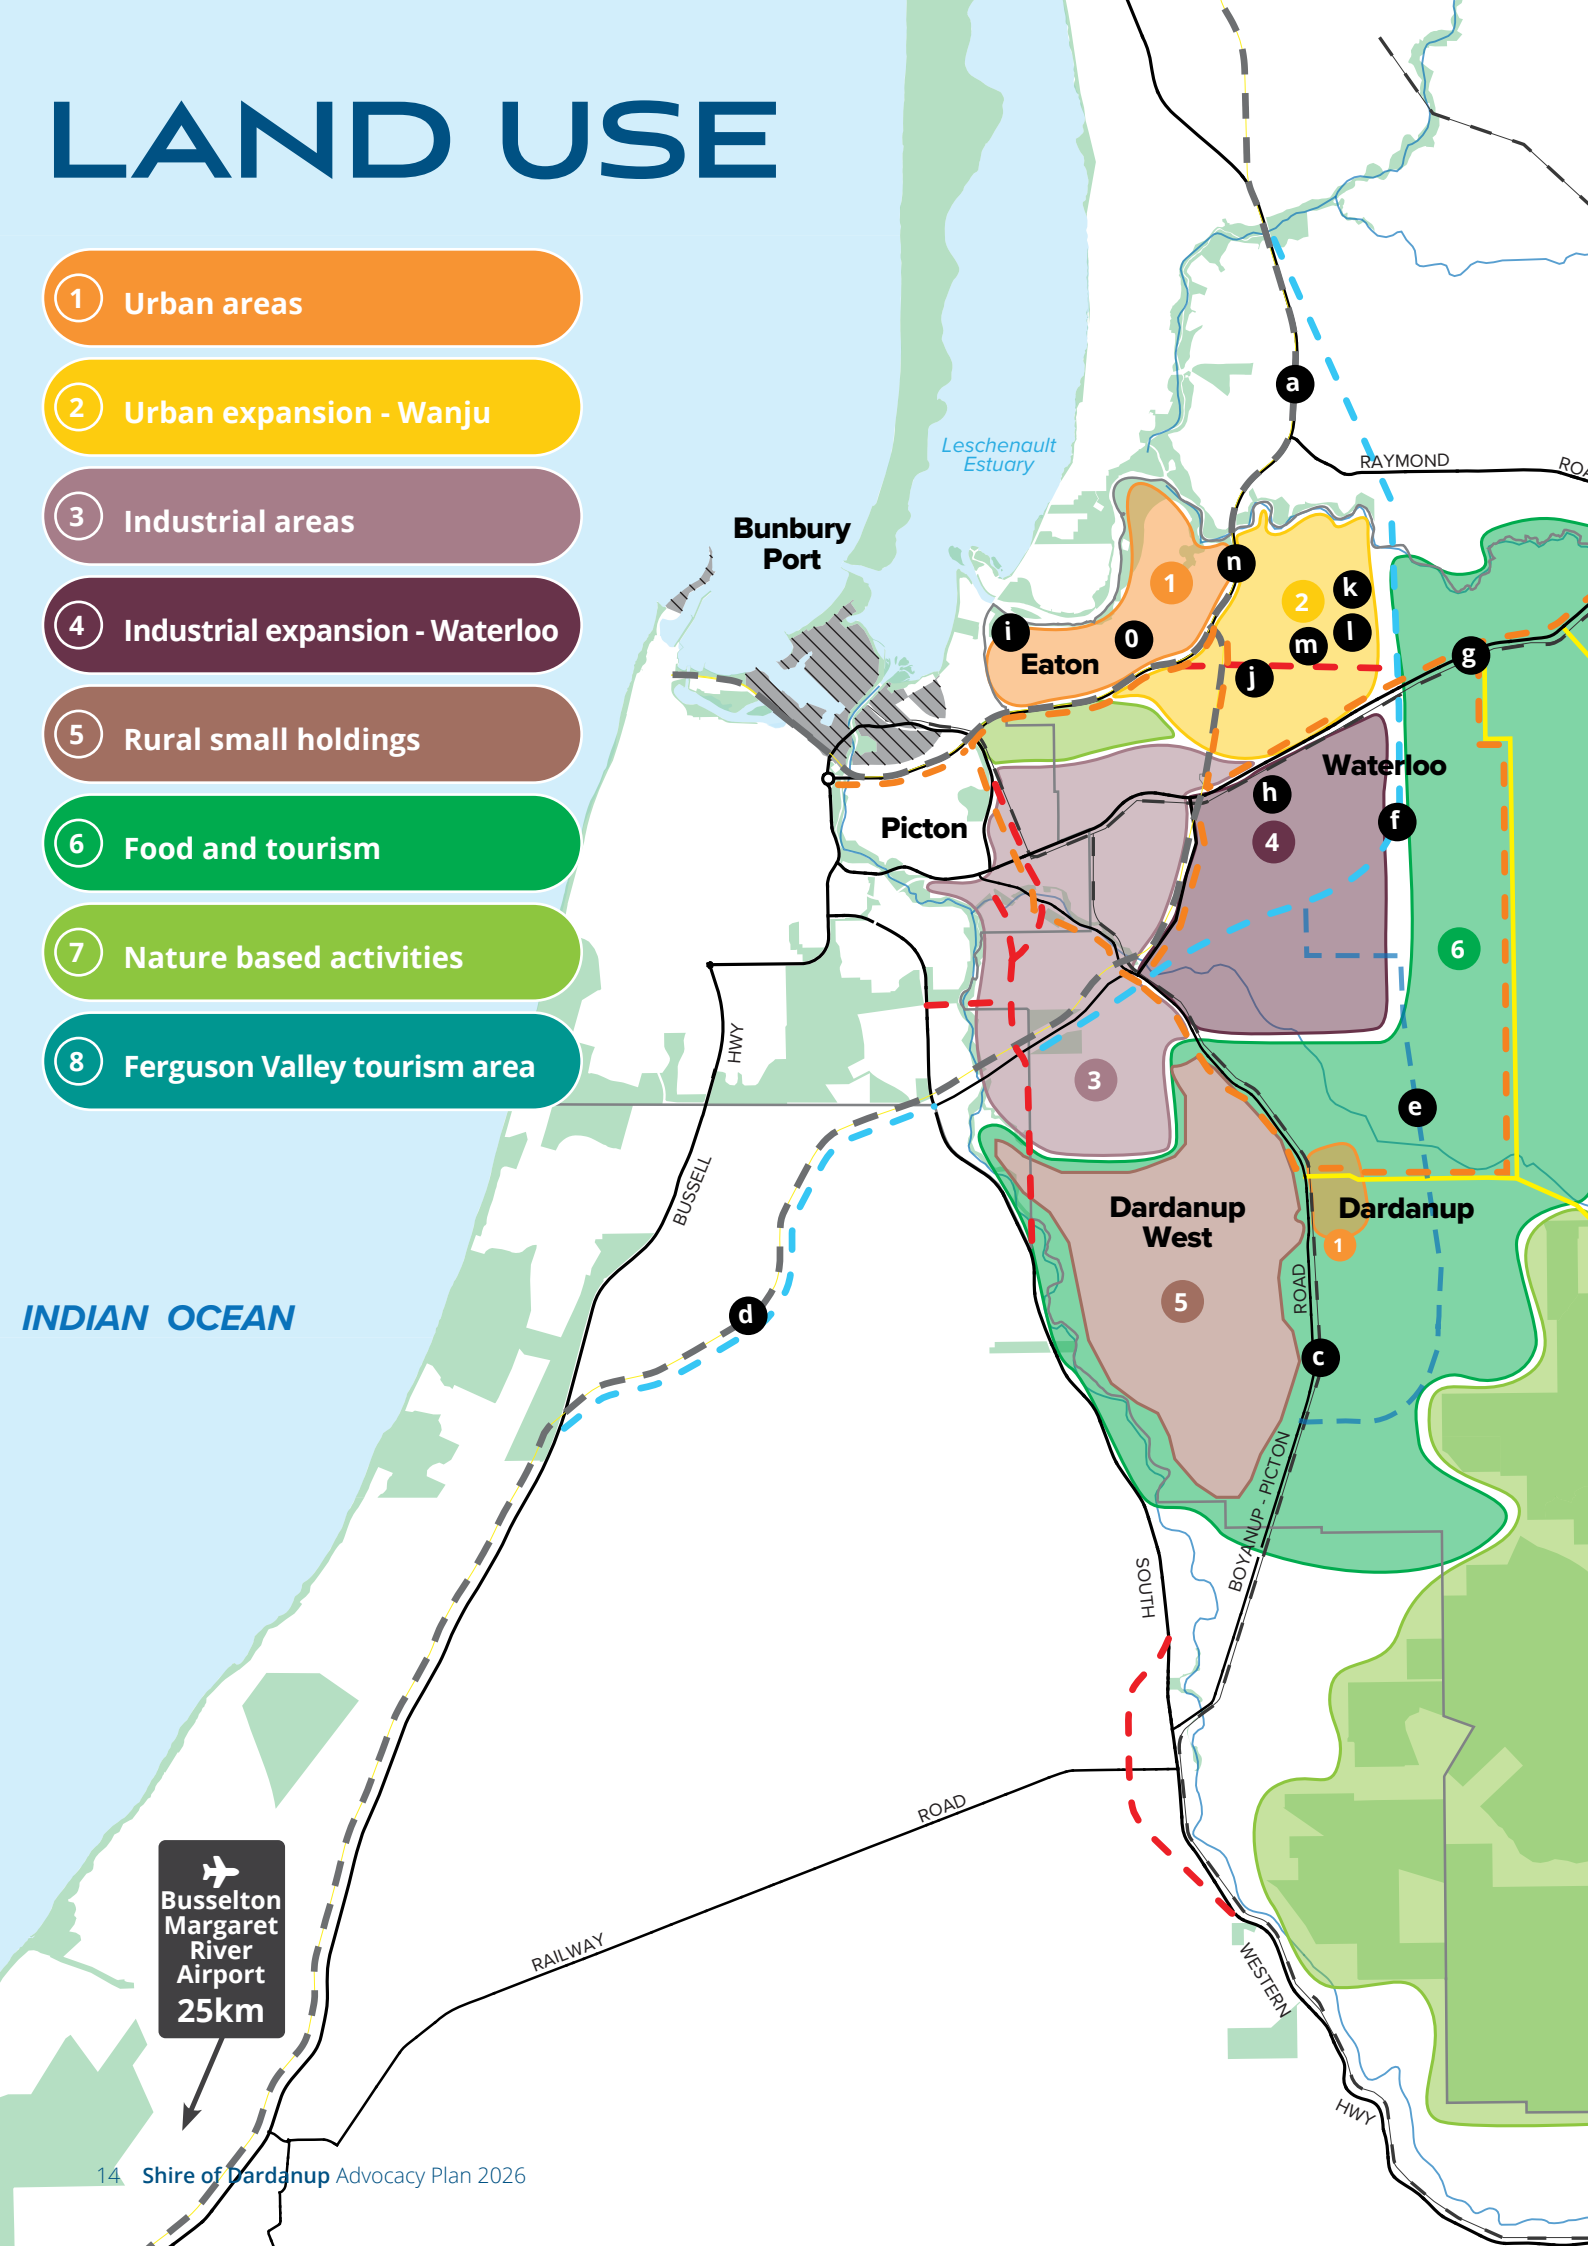 LAND USE
1 Urban areas
2 Urban expansion - Wanju
3 Industrial areas
4 Industrial expansion - Waterloo
5 Rural small holdings
6 Food and tourism
7 Nature based activities
8 Ferguson Valley tourism area
a
Leschenault
Estuary
RAYMOND
ROA
Bunbury
Port
n
1
2
k
i
0
m
l
Eaton
j
g
Waterloo
h
f
Picton
4
6
HWY
3
e
BUSSELL
Dardanup
West
Dardanup
1
ROAD
5
INDIAN OCEAN
d
c
BOYANUP - PICTON
SOUTH
ROAD
RAILWAY
WESTERN
HWY
Busselton
Margaret
River
Airport
25km
14 Shire of Dardanup Advocacy Plan 2026